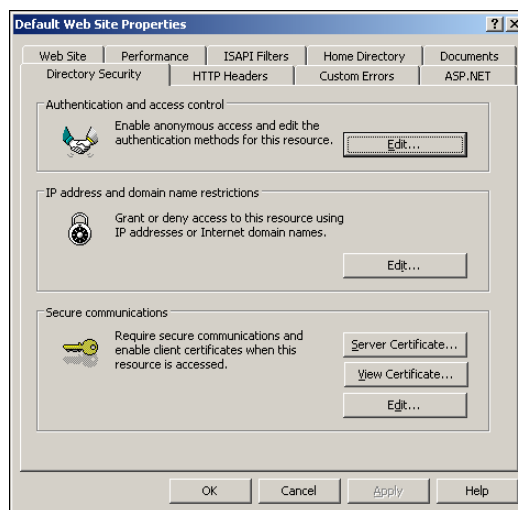 Default Web Site Properties
? X
Web Site Performance ISAPI Filters Home Directory Documents
Directory Security HTTP Headers Custom Errors ASP.NET
Authentication and access control
Enable anonymous access and edit the
authentication methods for this resource.
Edit...
IP address and domain name restrictions
Grant or deny access to this resource using
IP addresses or Internet domain names.
Edit...
Secure communications
Require secure communications and
enable client certificates when this
resource is accessed.
Server Certificate...
View Certificate...
Edit...
OK Cancel Apply Help